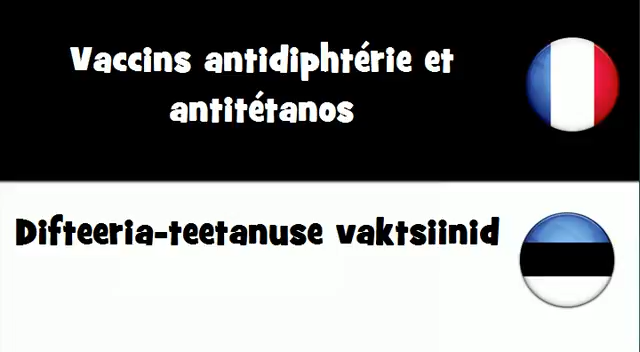 Vaccins antidiphtérie et
antitétanos
Difteeria-teetanuse vaktsiinid